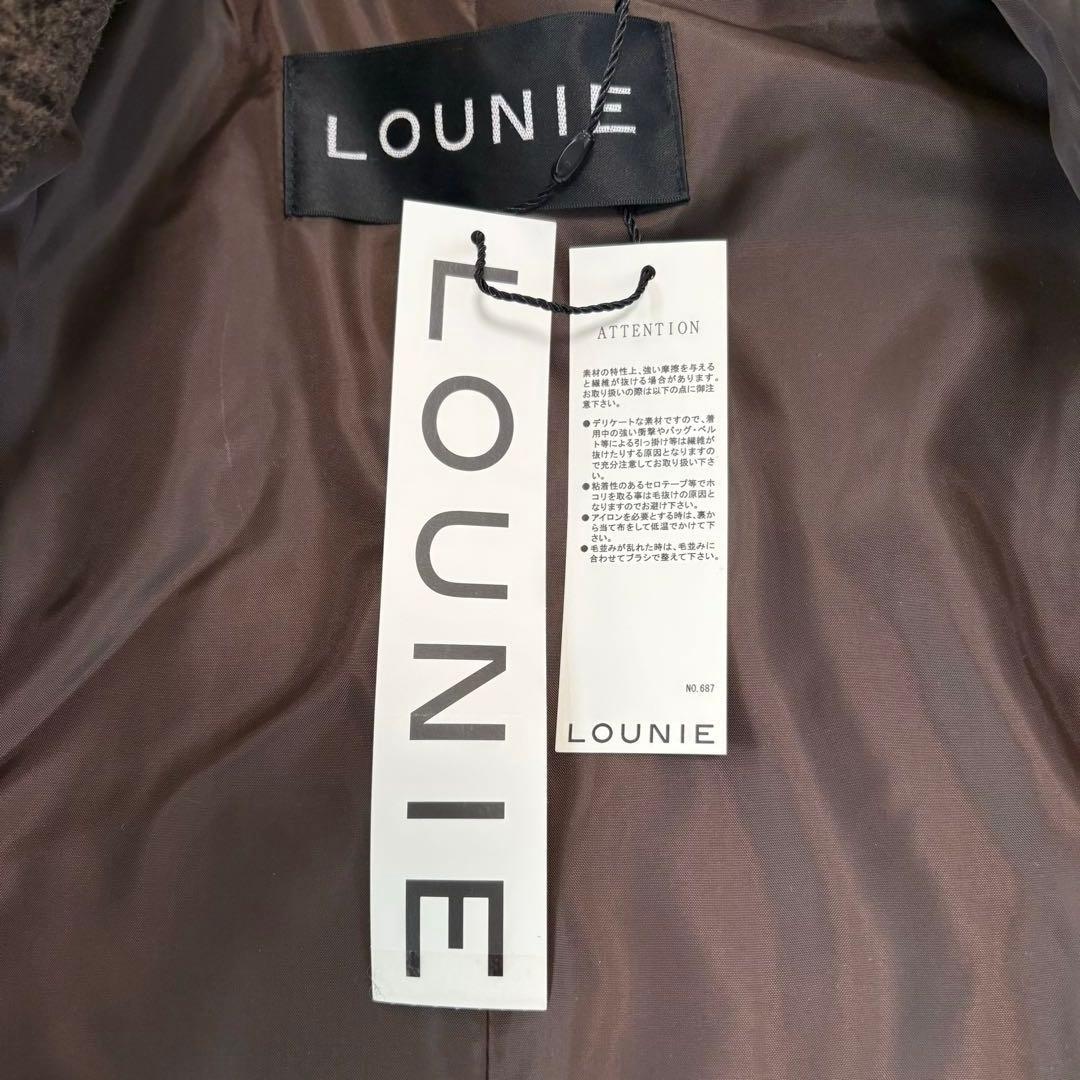 LOUNIE
LOUNIE
ATTENTION
素材の特性上、強い摩擦を与える
と繊維が抜ける場合があります。
お取り扱いの際は以下の点に御注
意下さい。
●デリケートな素材ですので、着
用中の強い衝撃やバッグ・ベル
ト等による引っ掛け等は繊維が
抜けたりする原因となりますの
で充分注意してお取り扱い下さ
い。
●粘着性のあるセロテープ等でホ
コリを取る事は毛抜けの原因と
なりますのでお避け下さい。
●アイロンを必要とする時は、裏か
ら当て布をして低温でかけて下
さい。
●毛並みが乱れた時は、毛並みに
合わせてブラシで整えて下さい。
NO.687
LOUNIE